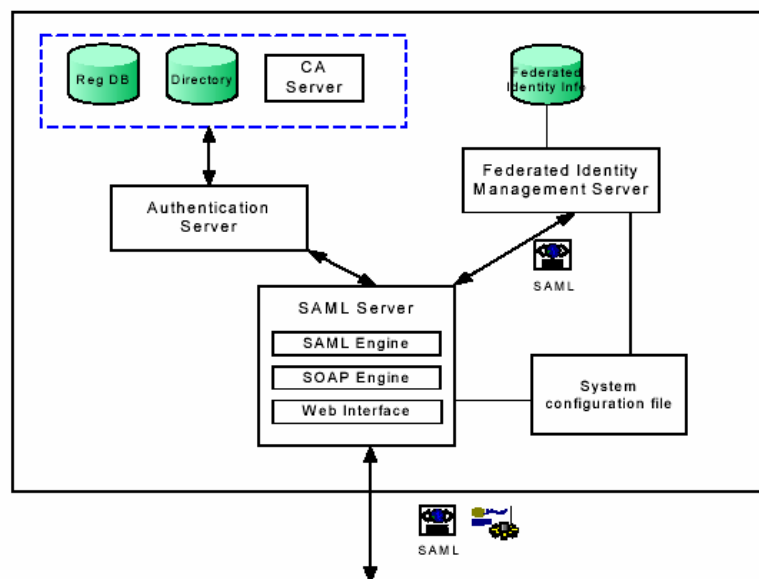 Reg DB
Directory
CA
Server
Federated
Identity Info
Federated Identity
Management Server
Authentication
Server
SAML
SAML Server
SAML Engine
SOAP Engine
Web Interface
System
configuration file
SAML